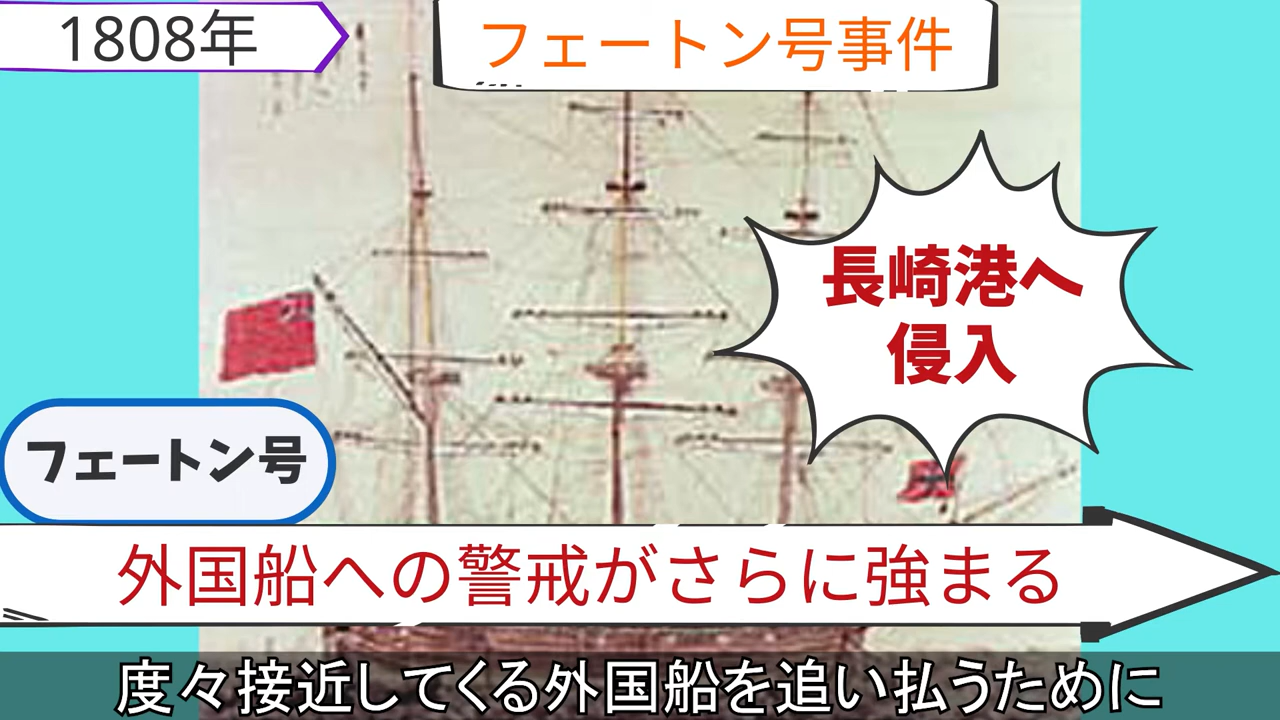 1808年
フェートン号事件
長崎港へ
侵入
フェートン号
外国船への警戒がさらに強まる
度々接近してくる外国船を追い払うために